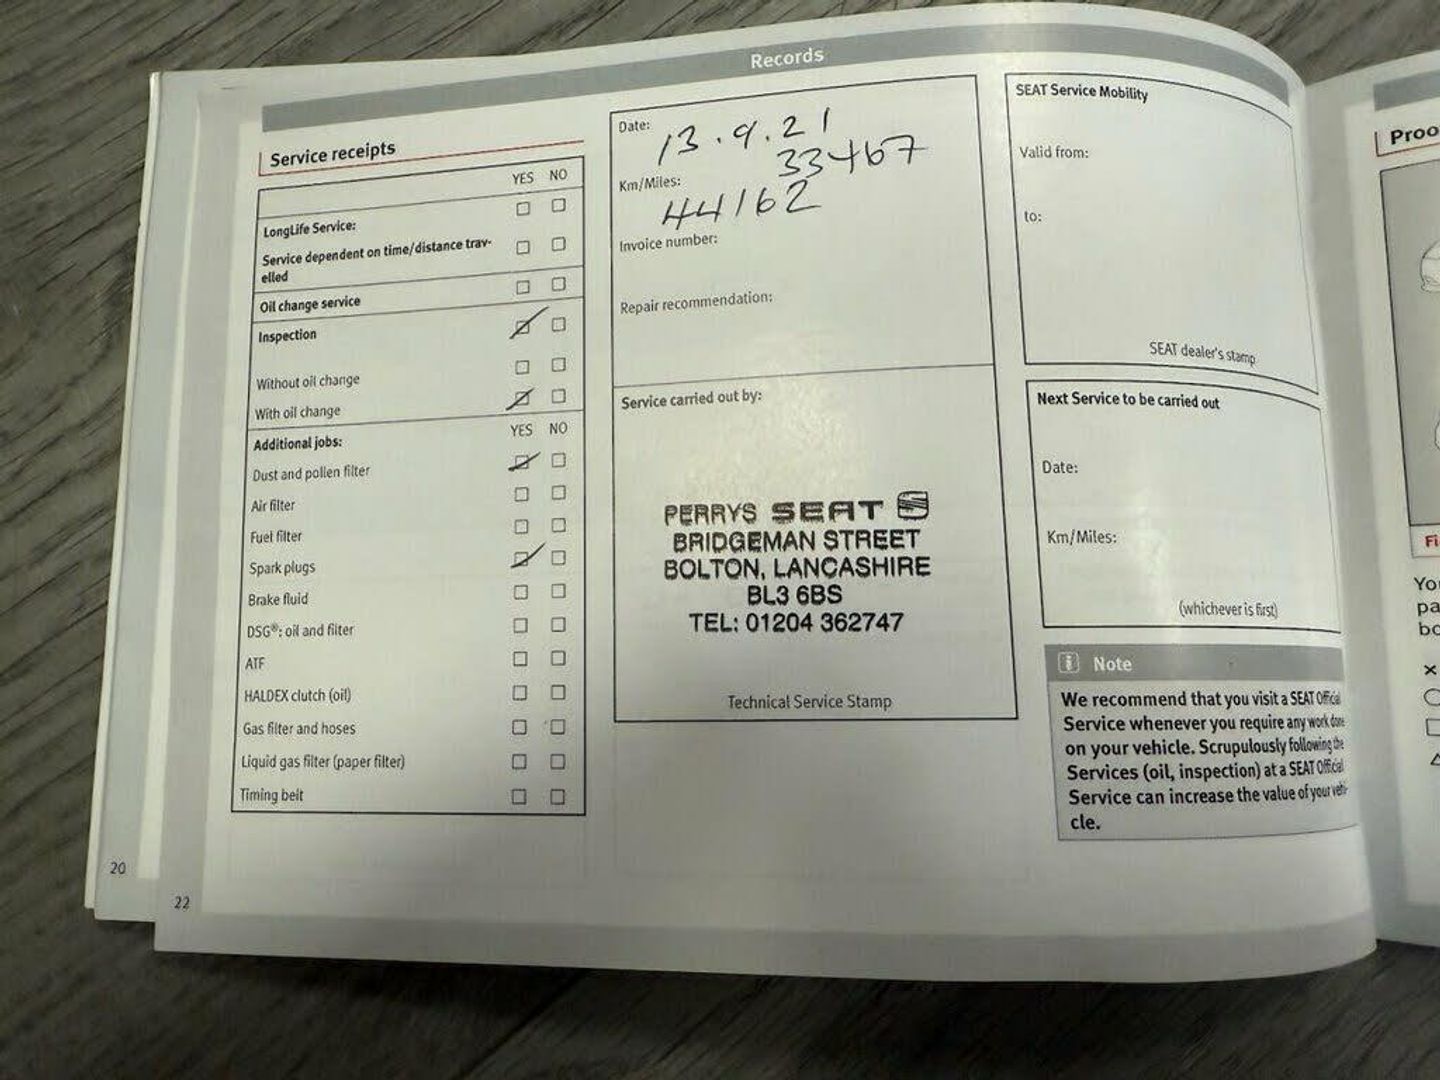 Records
Service receipts
YES NO
LongLife Service:
Service dependent on time/distance trav-
elled
Oil change service
Inspection
Without oil change
With oil change
Additional jobs:
YES NO
Dust and pollen filter
Air filter
Fuel filter
Spark plugs
Brake fluid
DSG®: oil and filter
ATF
HALDEX clutch (oil)
Gas filter and hoses
Liquid gas filter (paper filter)
Timing belt
Date: 13.9.21
33467
Km/Miles:
44162
Invoice number:
Repair recommendation:
Service carried out by:
PERRYS SEAT
BRIDGEMAN STREET
BOLTON, LANCASHIRE
BL3 6BS
TEL: 01204 362747
Technical Service Stamp
SEAT Service Mobility
Valid from:
to:
SEAT dealer's stamp
Next Service to be carried out
Date:
Km/Miles:
(whichever is first)
Note
We recommend that you visit a SEAT Official
Service whenever you require any work done
on your vehicle. Scrupulously following the
Services (oil, inspection) at a SEAT Official
Service can increase the value of your vehi-
cle.
20
22
Proo
Fi
You
pa
bo